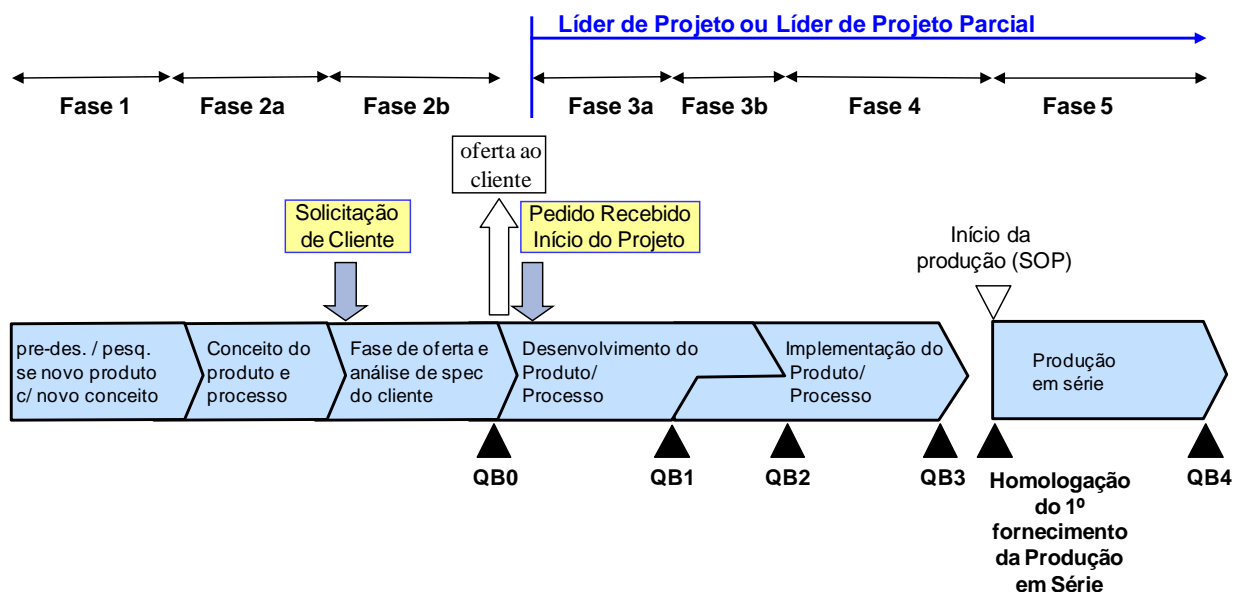 Líder de Projeto ou Líder de Projeto Parcial
Fase 1
Fase 2a
Fase 2b
Fase 3a
Fase 3b
Fase 4
Fase 5
oferta ao
cliente
Solicitação
de Cliente
Pedido Recebido
Início do Projeto
Início da
produção (SOP)
pre-des. / pesq.
se novo produto
c/ novo conceito
Conceito do
produto e
processo
Fase de oferta e
análise de spec
do cliente
Desenvolvimento do
Produto/
Processo
Implementação do
Produto/
Processo
Produção
em série
QB0
QB1
QB2
QB3
Homologação
do 1º
fornecimento
da Produção
em Série
QB4